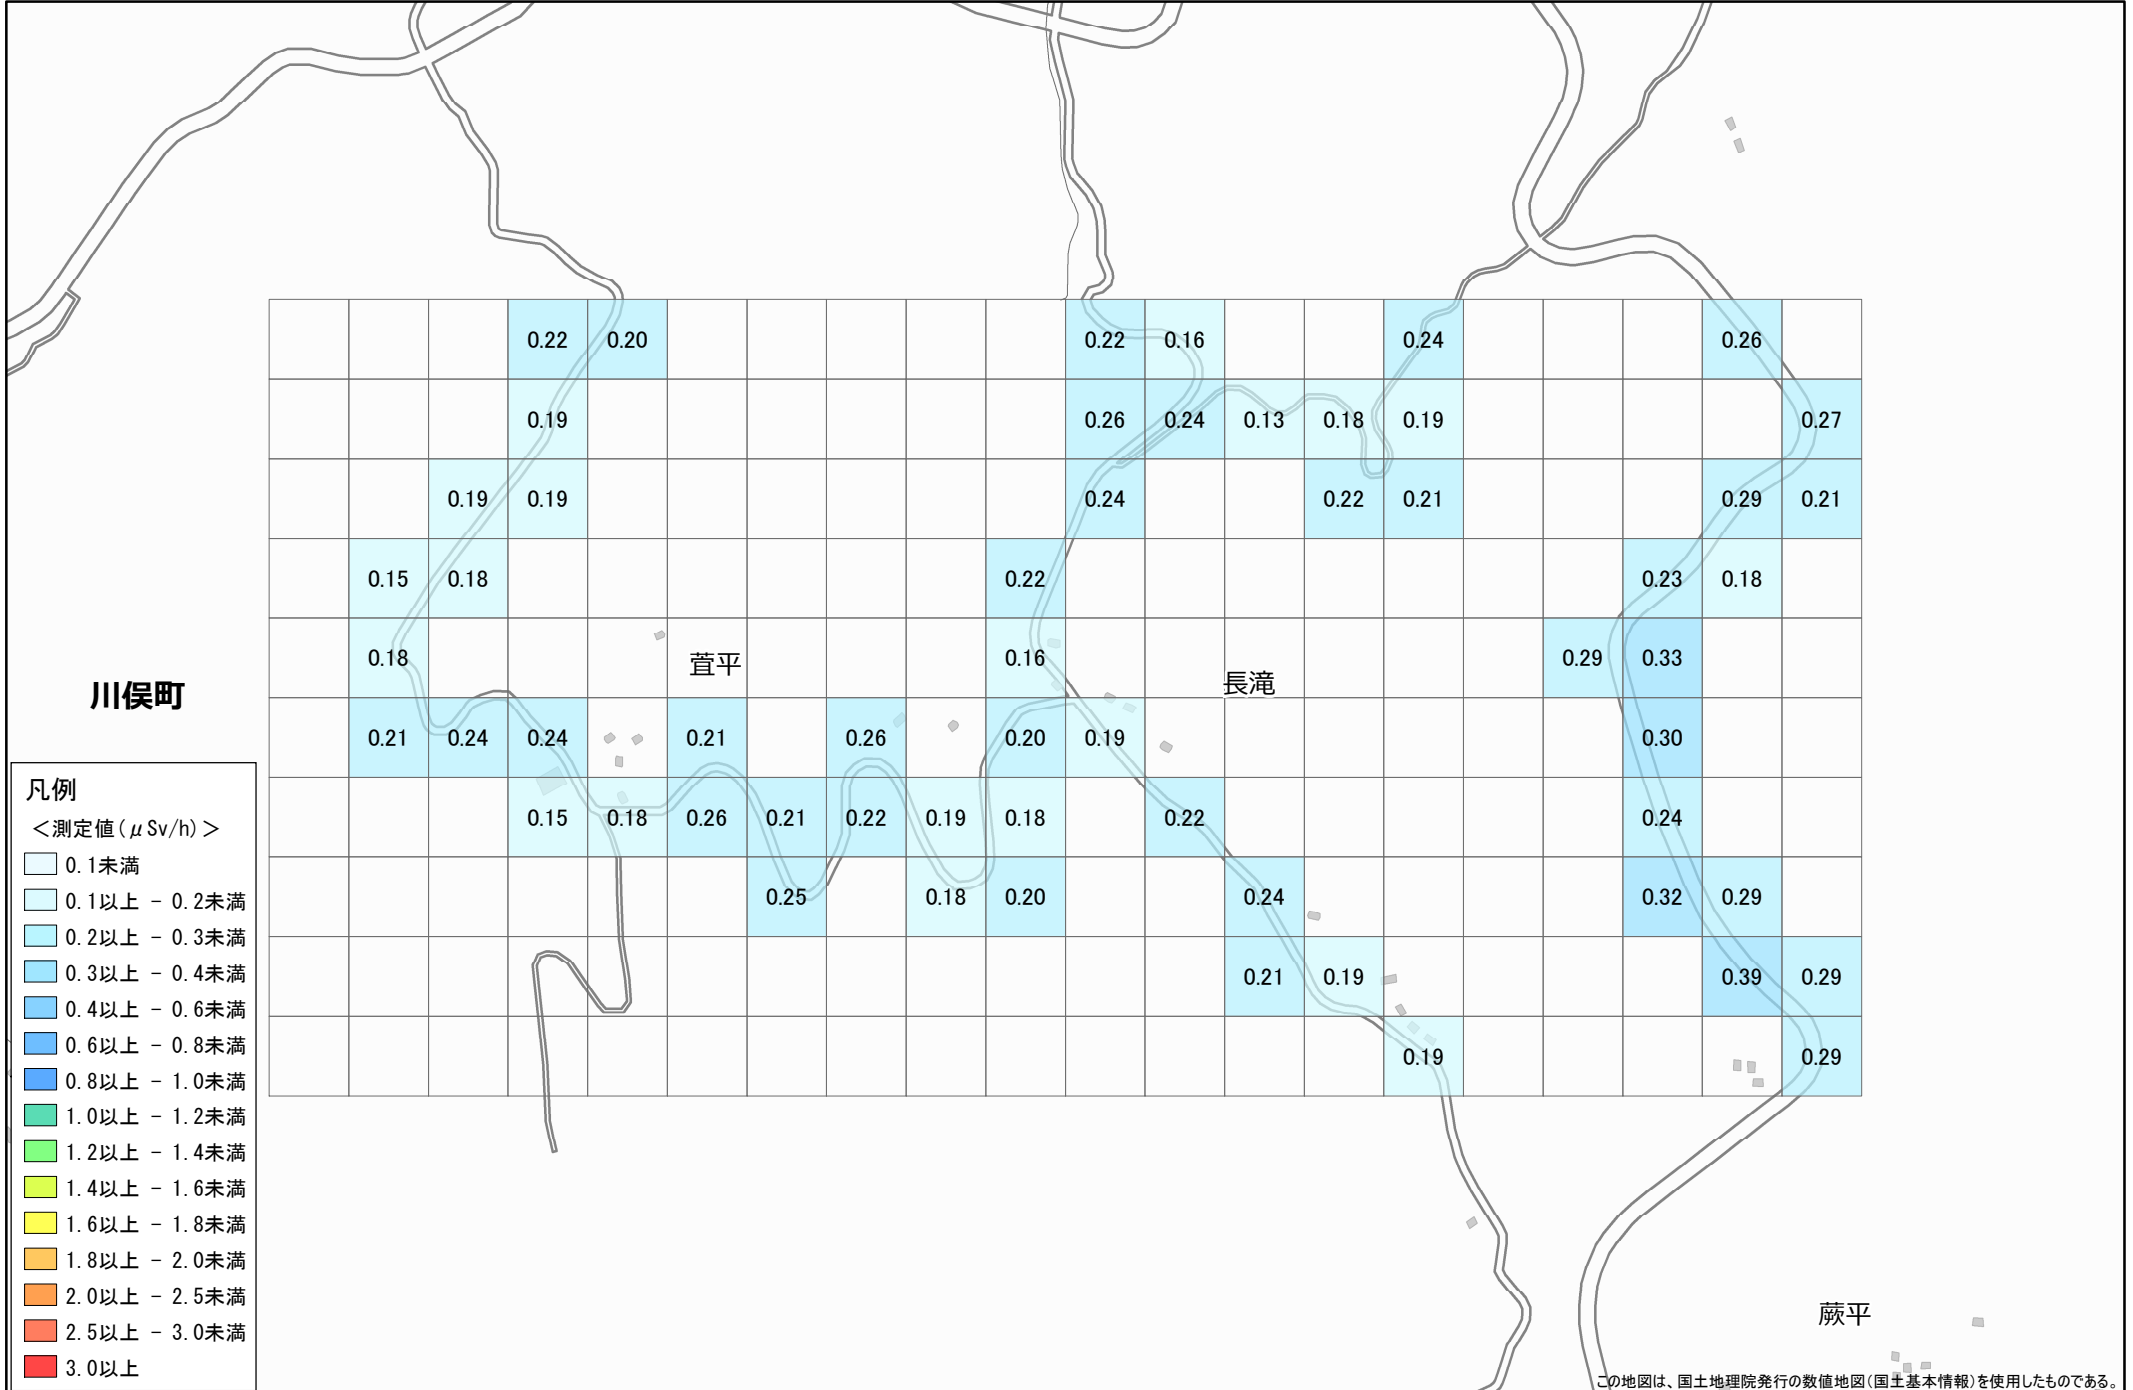 0.22 0.20 0.22 0.16 0.24 0.26
0.19 0.26 0.24 0.13 0.18 0.19 0.27
0.19 0.19 0.24 0.22 0.21 0.29 0.21
0.15 0.18 0.22 0.23 0.18
0.18 0.16 0.29 0.33
萱平
長滝
川俣町
0.21 0.24 0.24 0.21 0.26 0.20 0.19 0.30
0.15 0.18 0.26 0.21 0.22 0.19 0.18 0.22 0.24
0.25 0.18 0.20 0.24 0.32 0.29
0.21 0.19 0.39 0.29
0.19 0.29
凡例
＜測定値(μSv/h)＞
0.1未満
0.1以上 - 0.2未満
0.2以上 - 0.3未満
0.3以上 - 0.4未満
0.4以上 - 0.6未満
0.6以上 - 0.8未満
0.8以上 - 1.0未満
1.0以上 - 1.2未満
1.2以上 - 1.4未満
1.4以上 - 1.6未満
1.6以上 - 1.8未満
1.8以上 - 2.0未満
2.0以上 - 2.5未満
2.5以上 - 3.0未満
3.0以上
蕨平
この地図は、国土地理院発行の数値地図(国土基本情報)を使用したものである。